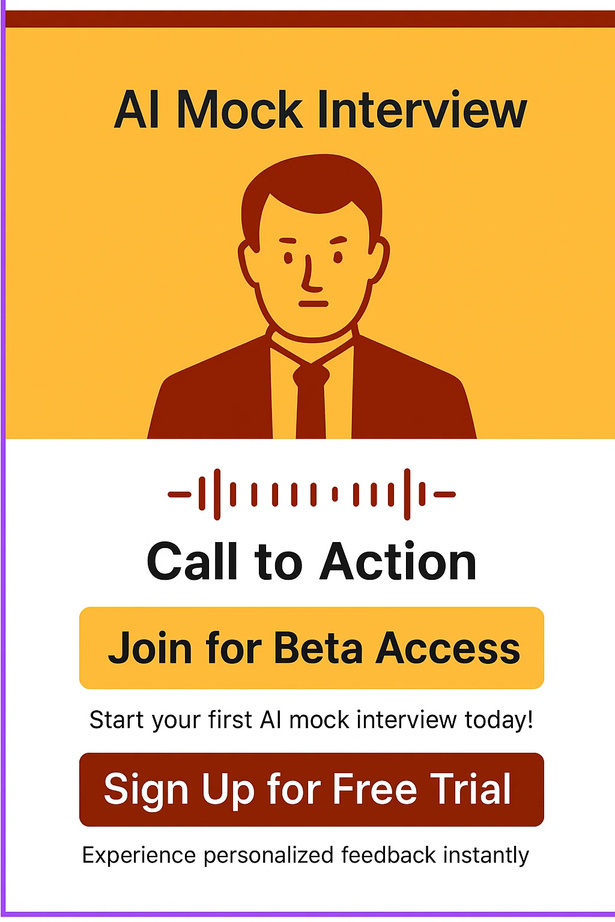 AI Mock Interview
Call to Action
Join for Beta Access
Start your first AI mock interview today!
Sign Up for Free Trial
Experience personalized feedback instantly